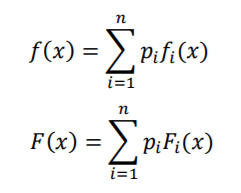 f(x) = ∑_{i=1}^{n} p_i f_i(x)
F(x) = ∑_{i=1}^{n} p_i F_i(x)